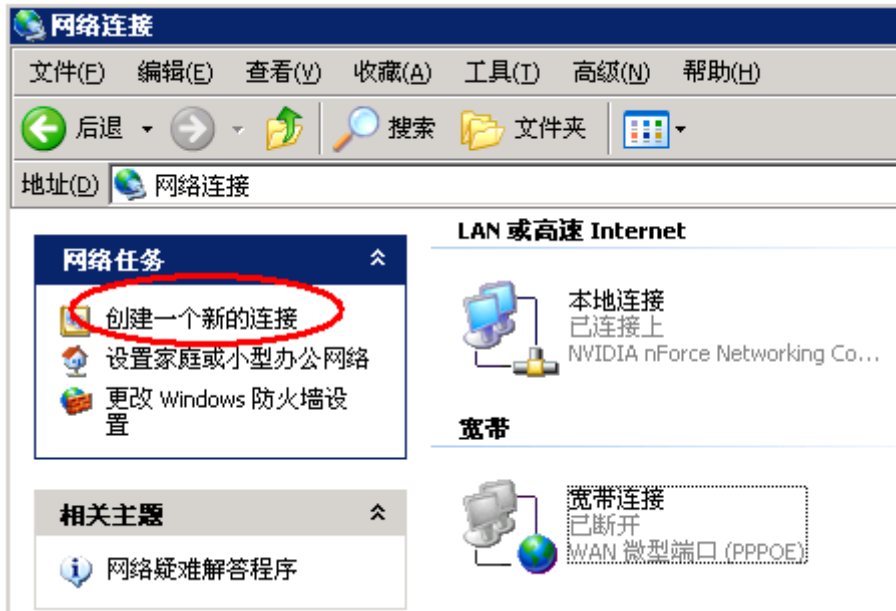 网络连接
文件(F) 编辑(E) 查看(V) 收藏(A) 工具(T) 高级(N) 帮助(H)
后退 搜索 文件夹
地址(D) 网络连接
网络任务
创建一个新的连接
设置家庭或小型办公网络
更改 Windows 防火墙设
置
相关主题
网络疑难解答程序
LAN 或高速 Internet
本地连接
已连接上
NVIDIA nForce Networking Co...
宽带
宽带连接
已断开
WAN 微型端口 (PPPOE)